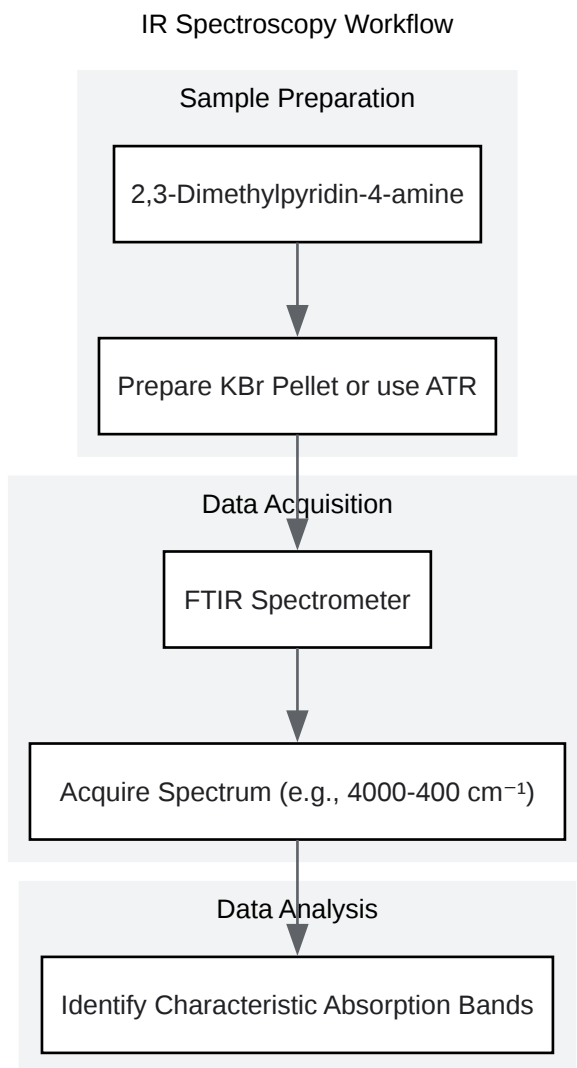 IR Spectroscopy Workflow
Sample Preparation
2,3-Dimethylpyridin-4-amine
Prepare KBr Pellet or use ATR
Data Acquisition
FTIR Spectrometer
Acquire Spectrum (e.g., 4000-400 cm⁻¹)
Data Analysis
Identify Characteristic Absorption Bands